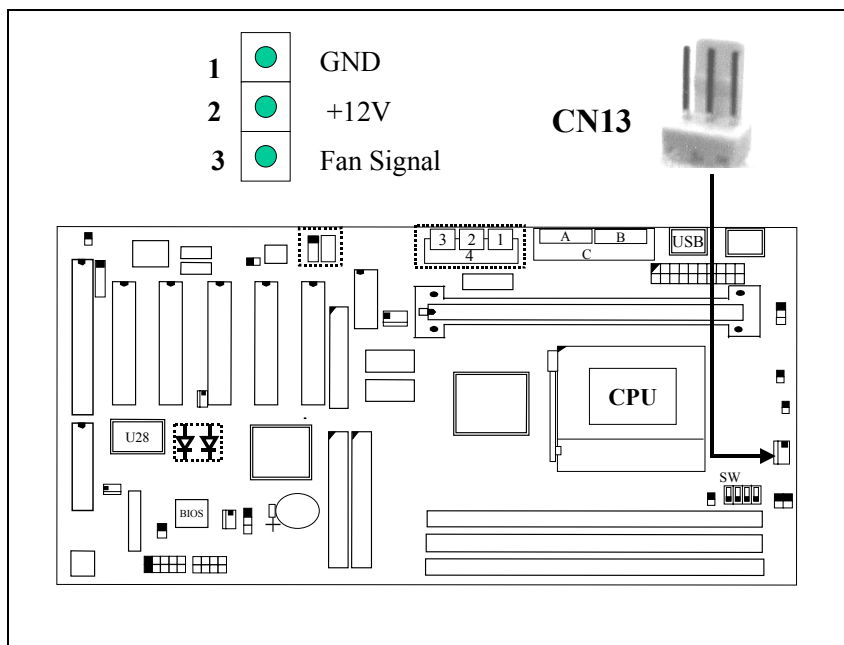 1 GND
2 +12V
3 Fan Signal
CN13
3 2 1
4
A B
C
USB
CPU
U28
SW
BIOS
+